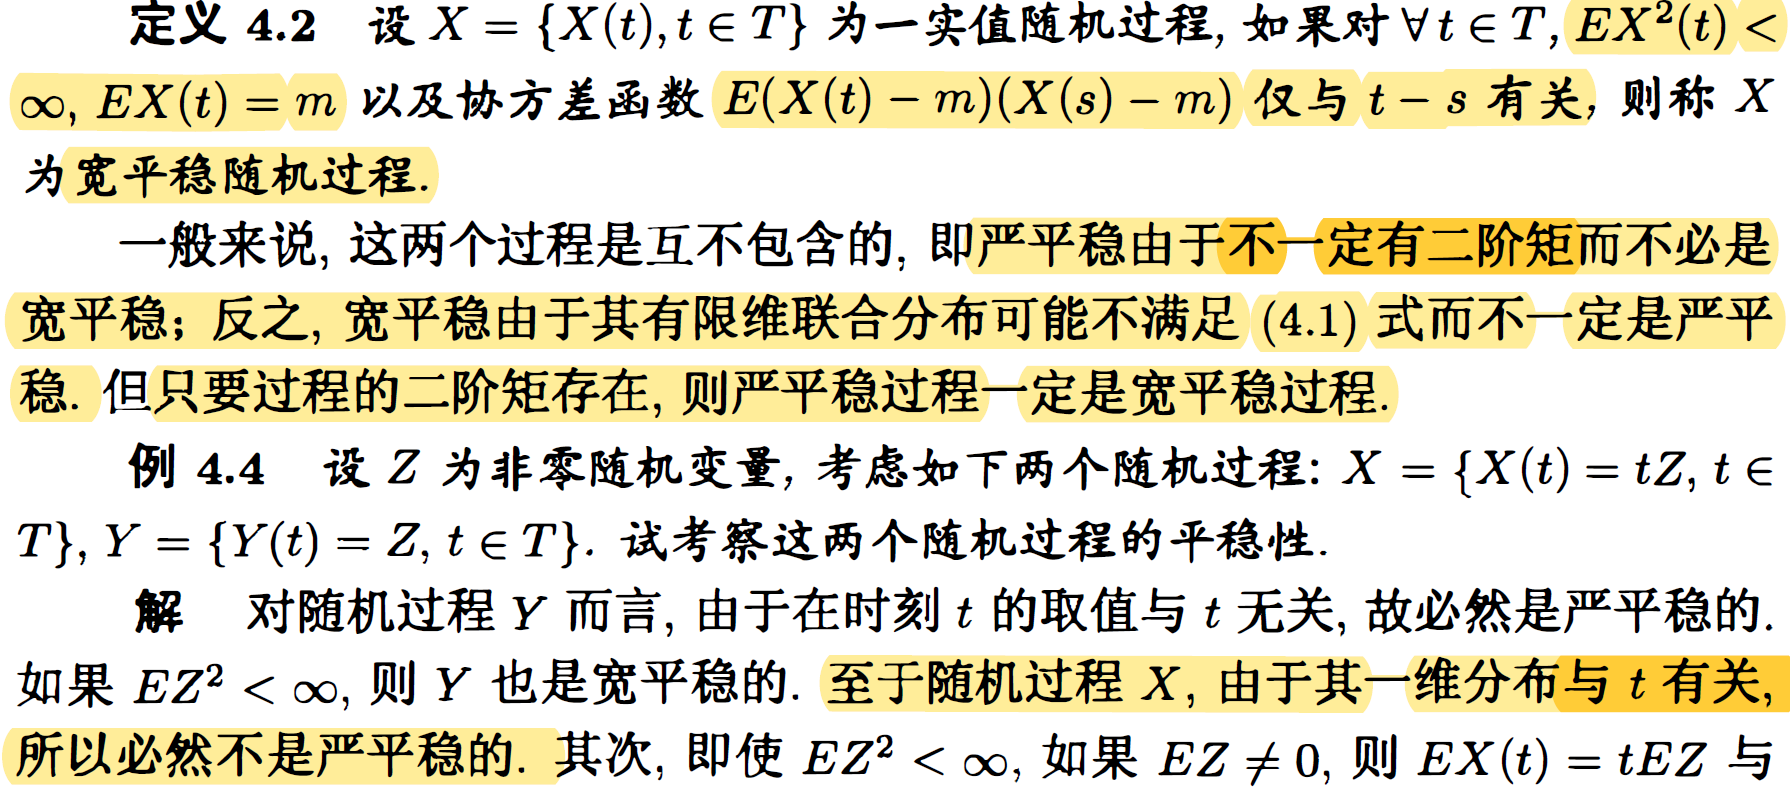 定义 4.2 设 X = {X(t), t ∈ T} 为一实值随机过程, 如果对 ∀ t ∈ T, EX²(t) <
∞, EX(t) = m 以及协方差函数 E(X(t) − m)(X(s) − m) 仅与 t − s 有关, 则称 X
为宽平稳随机过程.
一般来说, 这两个过程是互不包含的, 即严平稳由于不一定有二阶矩而不必是
宽平稳; 反之, 宽平稳由于其有限维联合分布可能不满足 (4.1) 式而不一定是严平
稳. 但只要过程的二阶矩存在, 则严平稳过程一定是宽平稳过程.
例 4.4 设 Z 为非零随机变量, 考虑如下两个随机过程: X = {X(t) = tZ, t ∈
T}, Y = {Y(t) = Z, t ∈ T}. 试考察这两个随机过程的平稳性.
解 对随机过程 Y 而言, 由于在时刻 t 的取值与 t 无关, 故必然是严平稳的.
如果 EZ² < ∞, 则 Y 也是宽平稳的. 至于随机过程 X, 由于其一维分布与 t 有关,
所以必然不是严平稳的. 其次, 即使 EZ² < ∞, 如果 EZ ≠ 0, 则 EX(t) = tEZ 与